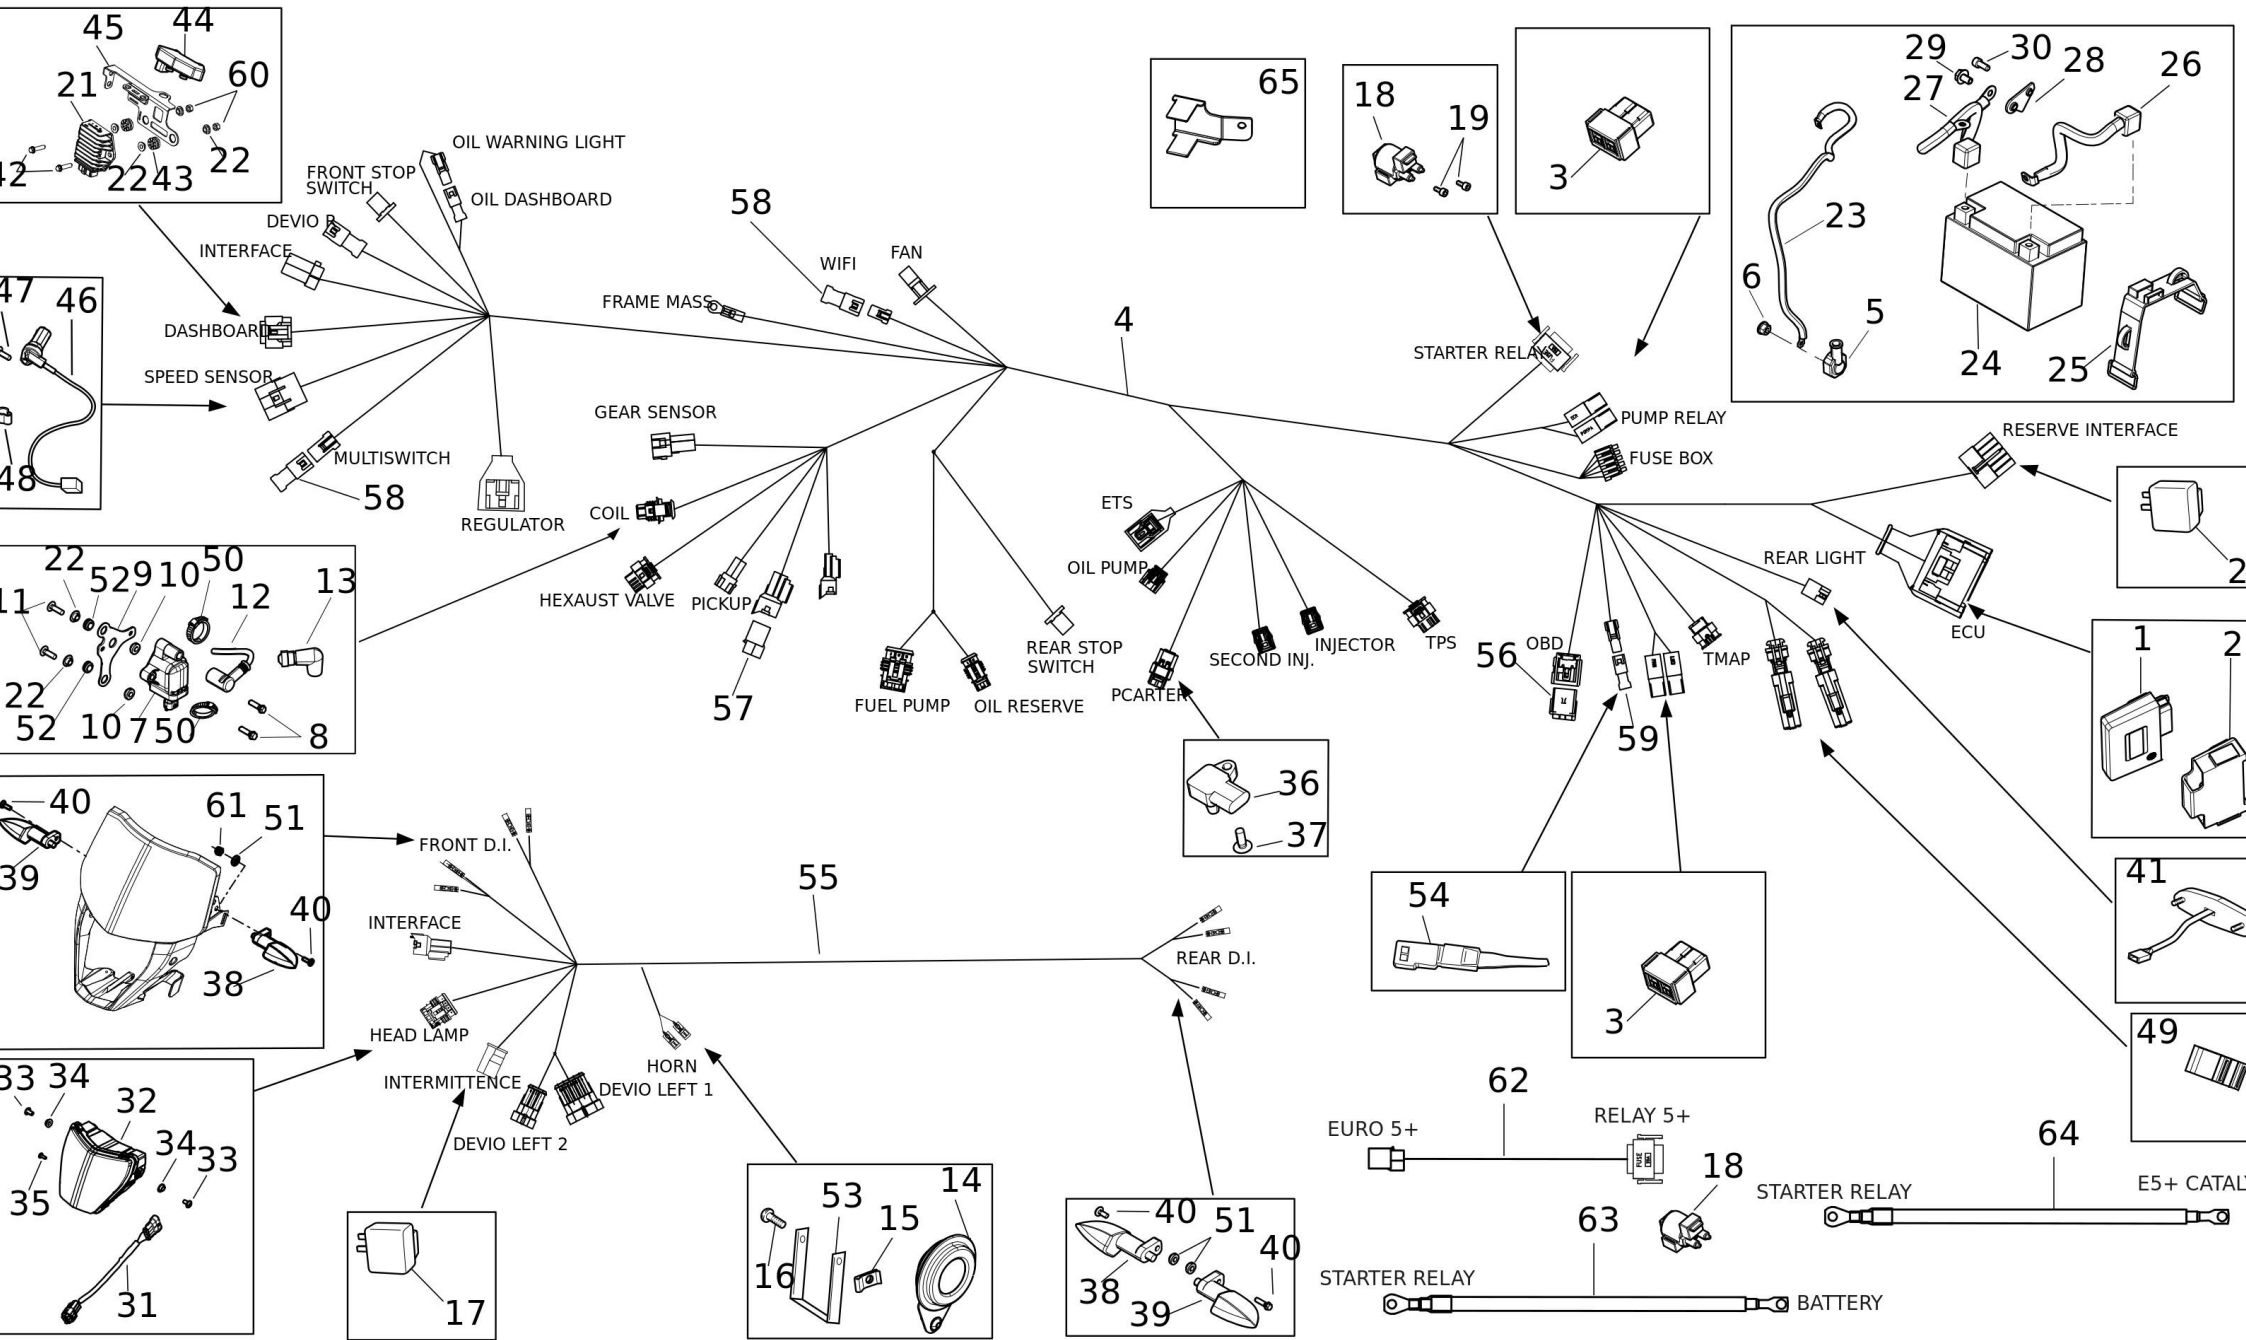 45
44
21
60
42
22
43
22
OIL WARNING LIGHT
FRONT STOP
SWITCH
OIL DASHBOARD
DEVIO R
INTERFACE
58
WIFI
FAN
FRAME MASS
DASHBOARD
SPEED SENSOR
47
46
48
MULTISWITCH
58
REGULATOR
GEAR SENSOR
COIL
HEXAUST VALVE
PICKUP
57
4
65
18
19
3
29
30
28
26
27
23
6
5
24
25
STARTER RELAY
PUMP RELAY
FUSE BOX
RESERVE INTERFACE
ETS
OIL PUMP
REAR LIGHT
ECU
FUEL PUMP
OIL RESERVE
REAR STOP
SWITCH
PCARTER
SECOND INJ.
INJECTOR
TPS
56
OBD
59
TMAP
1
2
22
52
9
10
50
12
13
11
22
52
10
7
50
8
36
37
40
61
51
39
40
38
FRONT D.I.
55
INTERFACE
HEAD LAMP
INTERMITTENCE
DEVIO LEFT 2
DEVIO LEFT 1
HORN
REAR D.I.
54
3
41
49
33
34
32
34
33
35
31
17
16
53
15
14
40
51
38
39
40
62
EURO 5+
RELAY 5+
FUSE
18
64
STARTER RELAY
63
STARTER RELAY
BATTERY